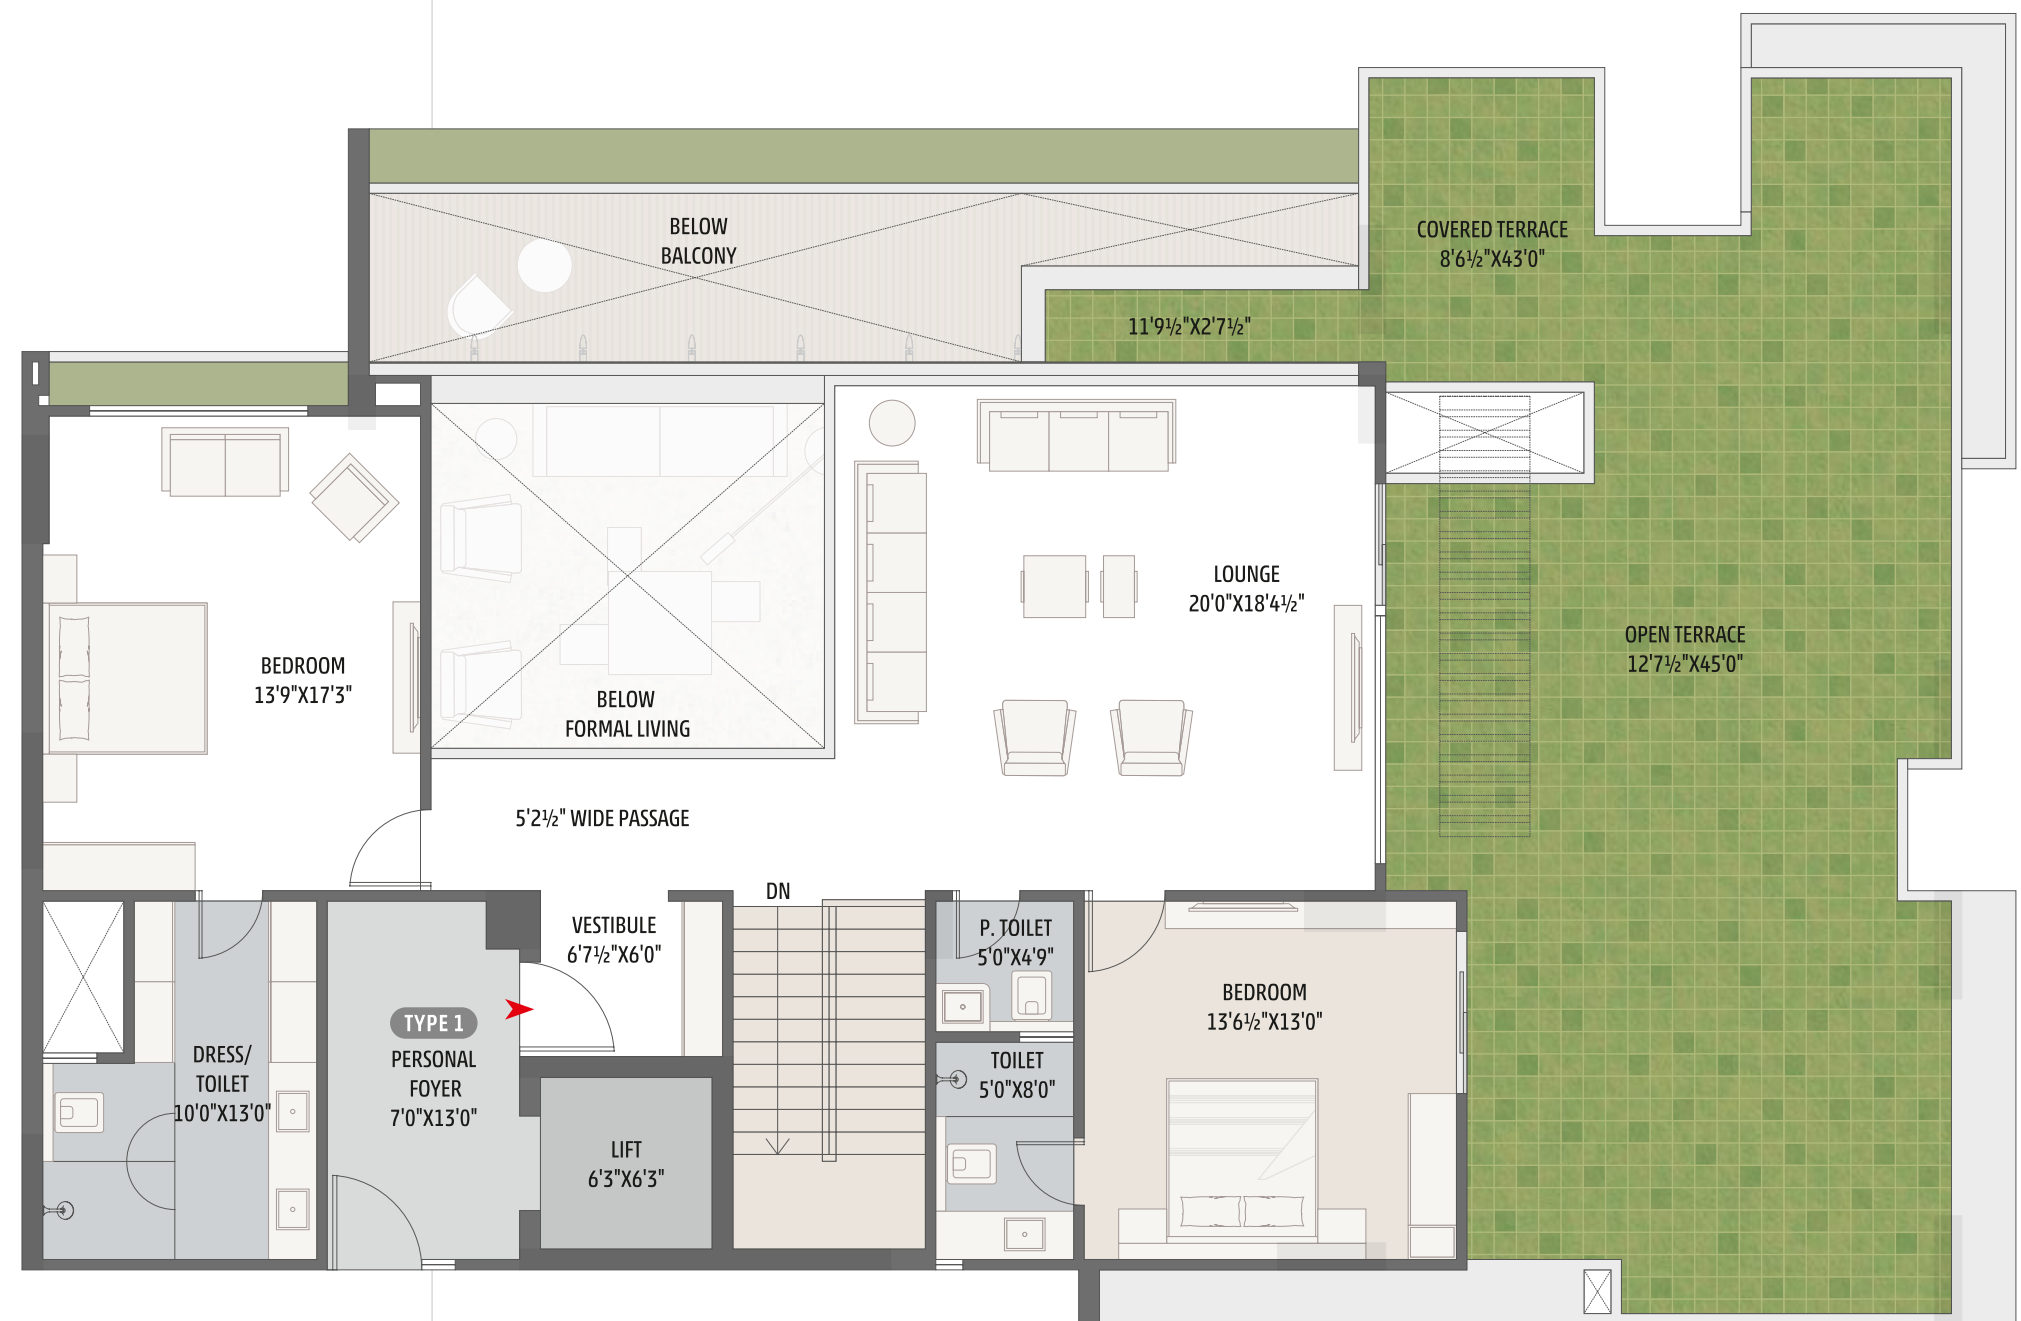 BELOW
BALCONY
COVERED TERRACE
8'6½"X43'0"
11'9½"X2'7½"
LOUNGE
20'0"X18'4½"
OPEN TERRACE
12'7½"X45'0"
BEDROOM
13'9"X17'3"
BELOW
FORMAL LIVING
5'2½" WIDE PASSAGE
DN
VESTIBULE
6'7½"X6'0"
P. TOILET
5'0"X4'9"
BEDROOM
13'6½"X13'0"
TYPE 1
PERSONAL
FOYER
7'0"X13'0"
DRESS/
TOILET
10'0"X13'0"
TOILET
5'0"X8'0"
LIFT
6'3"X6'3"